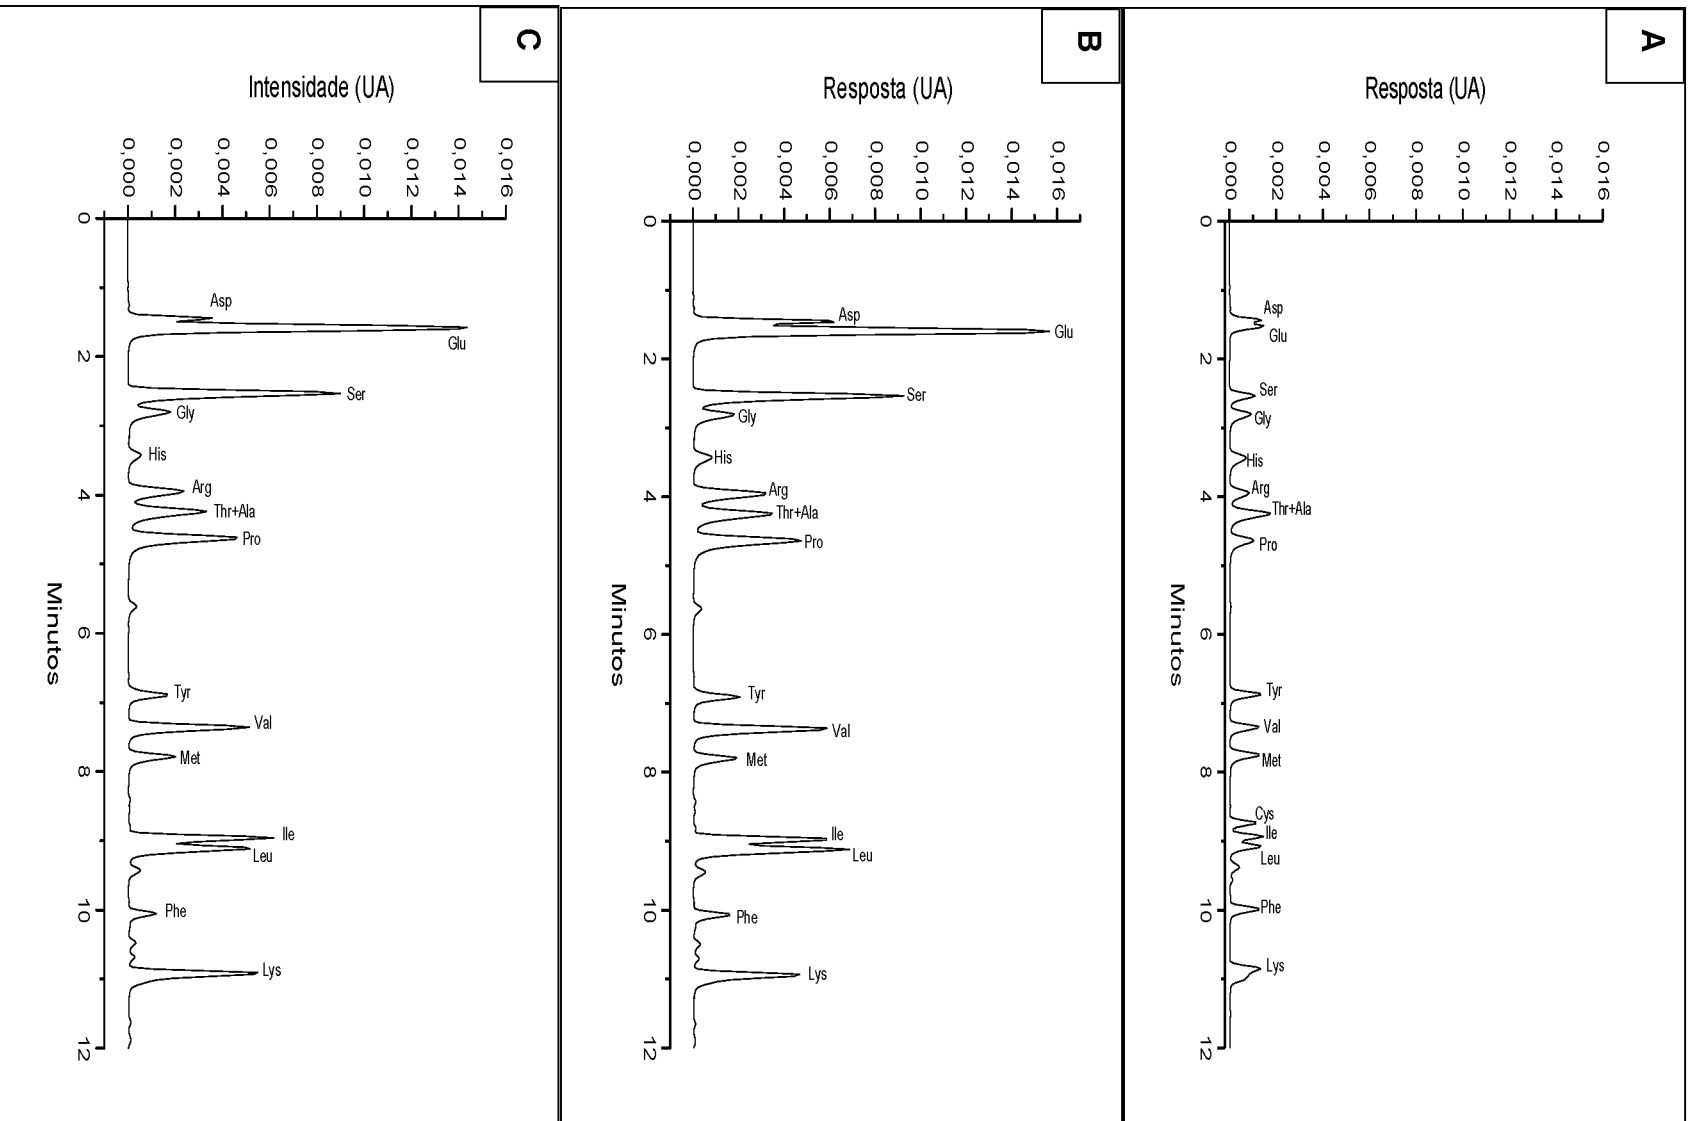 A
Resposta (UA)
0,016
0,014
0,012
0,010
0,008
0,006
0,004
0,002
0,000
Asp
Glu
Ser
Gly
His
Arg
Thr+Ala
Pro
Tyr
Val
Met
Cys
Ile
Leu
Phe
Lys
0
2
4
6
8
10
12
Minutos
B
Resposta (UA)
0,016
0,014
0,012
0,010
0,008
0,006
0,004
0,002
0,000
Asp
Glu
Ser
Gly
His
Arg
Thr+Ala
Pro
Tyr
Val
Met
Ile
Leu
Phe
Lys
0
2
4
6
8
10
12
Minutos
C
Intensidade (UA)
0,016
0,014
0,012
0,010
0,008
0,006
0,004
0,002
0,000
Asp
Glu
Ser
Gly
His
Arg
Thr+Ala
Pro
Tyr
Val
Met
Ile
Leu
Phe
Lys
0
2
4
6
8
10
12
Minutos